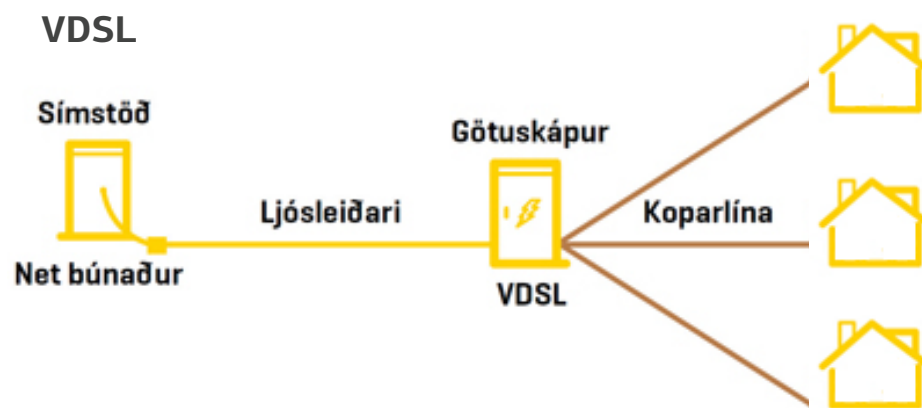 VDSL
Símstöð
Götuskápur
Ljósleiðari
Koparlína
Net búnaður
VDSL